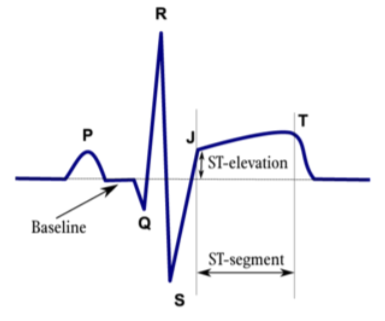 R
P
J
T
ST-elevation
Baseline
Q
ST-segment
S